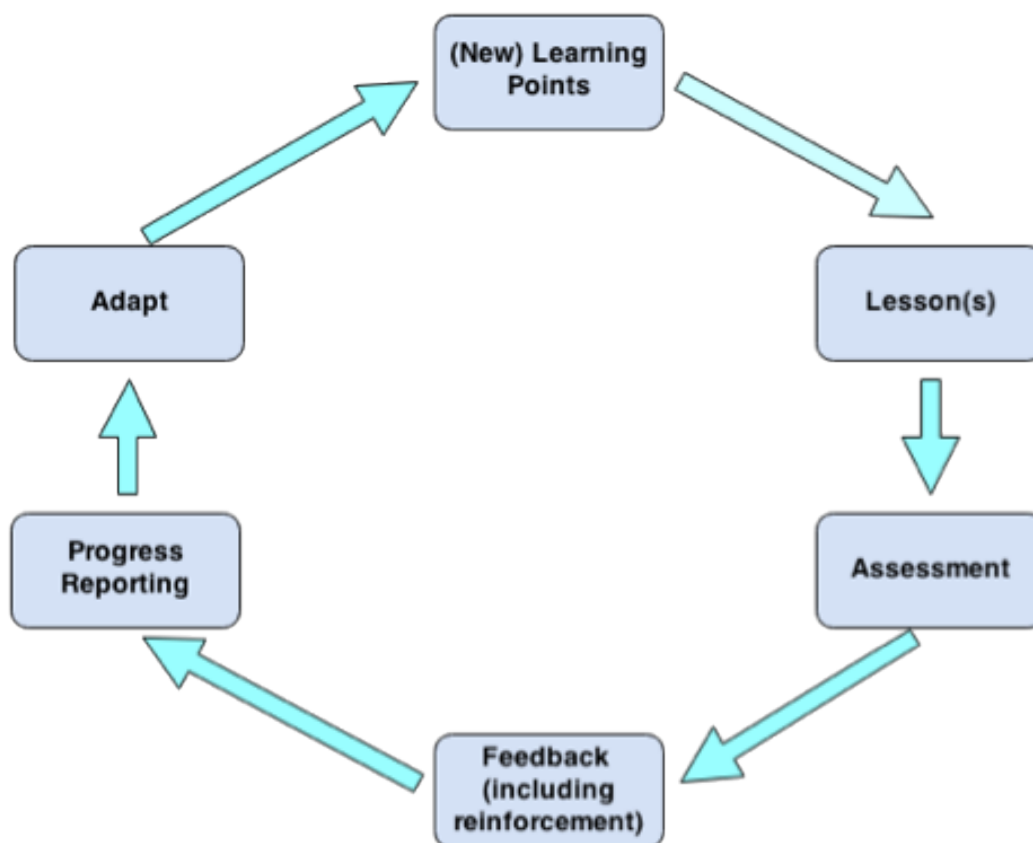 (New) Learning
Points
Adapt
Lesson(s)
Progress
Reporting
Assessment
Feedback
(including
reinforcement)